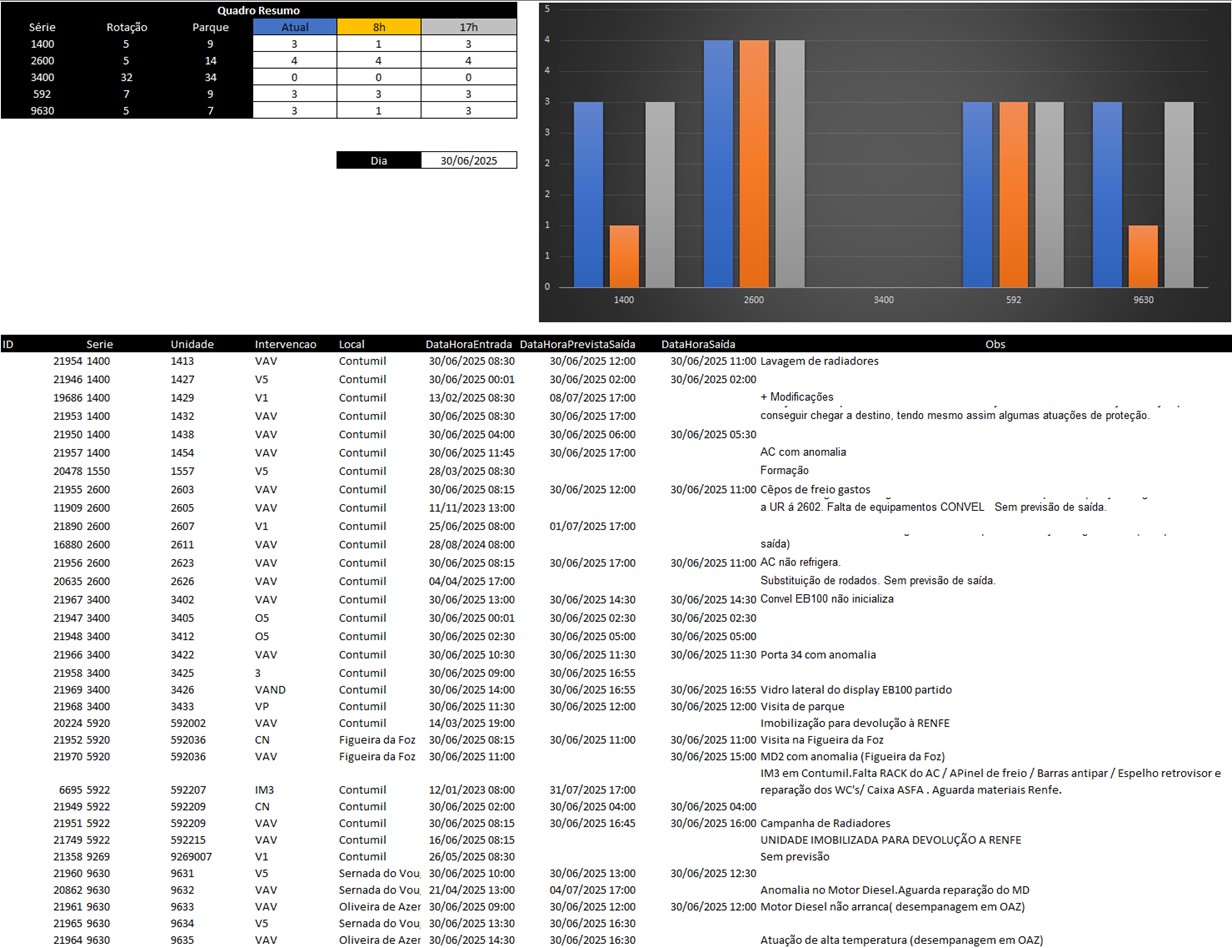 Quadro Resumo
Série Rotação Parque Atual 8h 17h
1400 5 9 3 1 3
2600 5 14 4 4 4
3400 32 34 0 0 0
592 7 9 3 3 3
9630 5 7 3 1 3
Dia 30/06/2025
5
4
4
3
3
2
2
1
1
0
1400 2600 3400 592 9630
ID Serie Unidade Intervencao Local DataHoraEntrada DataHoraPrevistaSaída DataHoraSaída Obs
21954 1400 1413 VAV Contumil 30/06/2025 08:30 30/06/2025 12:00 30/06/2025 11:00 Lavagem de radiadores
21946 1400 1427 V5 Contumil 30/06/2025 00:01 30/06/2025 02:00 30/06/2025 02:00
19686 1400 1429 V1 Contumil 13/02/2025 08:30 08/07/2025 17:00 + Modificações
21953 1400 1432 VAV Contumil 30/06/2025 08:30 30/06/2025 17:00 conseguir chegar a destino, tendo mesmo assim algumas atuações de proteção.
21950 1400 1438 VAV Contumil 30/06/2025 04:00 30/06/2025 06:00 30/06/2025 05:30
21957 1400 1454 VAV Contumil 30/06/2025 11:45 30/06/2025 17:00 AC com anomalia
20478 1550 1557 V5 Contumil 28/03/2025 08:30 Formação
21955 2600 2603 VAV Contumil 30/06/2025 08:15 30/06/2025 12:00 30/06/2025 11:00 Cêpos de freio gastos
11909 2600 2605 VAV Contumil 11/11/2023 13:00 a UR á 2602. Falta de equipamentos CONVEL Sem previsão de saída.
21890 2600 2607 V1 Contumil 25/06/2025 08:00 01/07/2025 17:00
16880 2600 2611 VAV Contumil 28/08/2024 08:00 saída)
21956 2600 2623 VAV Contumil 30/06/2025 08:15 30/06/2025 17:00 30/06/2025 11:00 AC não refrigera.
20635 2600 2626 VAV Contumil 04/04/2025 17:00 Substituição de rodados. Sem previsão de saída.
21967 3400 3402 VAV Contumil 30/06/2025 13:00 30/06/2025 14:30 30/06/2025 14:30 Convel EB100 não inicializa
21947 3400 3405 O5 Contumil 30/06/2025 00:01 30/06/2025 02:30 30/06/2025 02:30
21948 3400 3412 O5 Contumil 30/06/2025 02:30 30/06/2025 05:00 30/06/2025 05:00
21966 3400 3422 VAV Contumil 30/06/2025 10:30 30/06/2025 11:30 30/06/2025 11:30 Porta 34 com anomalia
21958 3400 3425 3 Contumil 30/06/2025 09:00 30/06/2025 16:55
21969 3400 3426 VAND Contumil 30/06/2025 14:00 30/06/2025 16:55 30/06/2025 16:55 Vidro lateral do display EB100 partido
21968 3400 3433 VP Contumil 30/06/2025 11:30 30/06/2025 12:00 30/06/2025 12:00 Visita de parque
20224 5920 592002 VAV Contumil 14/03/2025 19:00 Imobilização para devolução à RENFE
21952 5920 592036 CN Figueira da Foz 30/06/2025 08:15 30/06/2025 11:00 30/06/2025 11:00 Visita na Figueira da Foz
21970 5920 592036 VAV Figueira da Foz 30/06/2025 11:00 30/06/2025 15:00 MD2 com anomalia (Figueira da Foz)
IM3 em Contumil.Falta RACK do AC / APinel de freio / Barras antipar / Espelho retrovisor e
6695 5922 592207 IM3 Contumil 12/01/2023 08:00 31/07/2025 17:00 reparação dos WC's/ Caixa ASFA . Aguarda materiais Renfe.
21949 5922 592209 CN Contumil 30/06/2025 02:00 30/06/2025 04:00 30/06/2025 04:00
21951 5922 592209 VAV Contumil 30/06/2025 08:15 30/06/2025 16:45 30/06/2025 16:00 Campanha de Radiadores
21749 5922 592215 VAV Contumil 16/06/2025 08:15 UNIDADE IMOBILIZADA PARA DEVOLUÇÃO A RENFE
21358 9269 9269007 V1 Contumil 26/05/2025 08:30 Sem previsão
21960 9630 9631 V5 Sernada do Vou 30/06/2025 10:00 30/06/2025 13:00 30/06/2025 12:30
20862 9630 9632 VAV Sernada do Vou 21/04/2025 13:00 04/07/2025 17:00 Anomalia no Motor Diesel.Aguarda reparação do MD
21961 9630 9633 VAV Oliveira de Azer 30/06/2025 09:00 30/06/2025 12:00 30/06/2025 12:00 Motor Diesel não arranca( desempanagem em OAZ)
21965 9630 9634 V5 Sernada do Vou 30/06/2025 13:30 30/06/2025 16:30
21964 9630 9635 VAV Oliveira de Azer 30/06/2025 14:30 30/06/2025 16:30 Atuação de alta temperatura (desempanagem em OAZ)